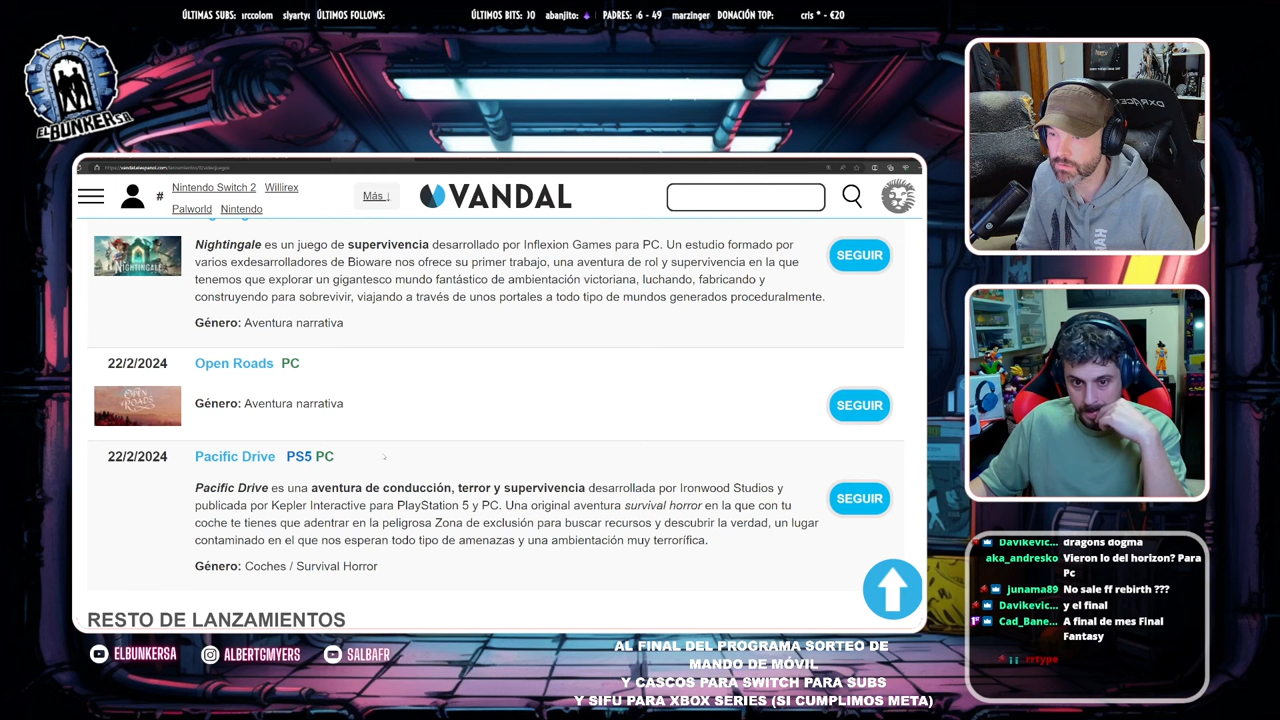 ÚLTIMAS SUBS: urccolom slyarty ÚLTIMOS FOLLOWS: ÚLTIMOS BITS: abanjito: PADRES: 6 - 49 marzinger DONACIÓN TOP: cris * - €20
EL BUNKER S.A.
Nintendo Switch 2 Willirex
#
Palworld Nintendo
Más ↓
VANDAL
NIGHTINGALE
Nightingale es un juego de supervivencia desarrollado por Inflexion Games para PC. Un estudio formado por
varios exdesarrolladores de Bioware nos ofrece su primer trabajo, una aventura de rol y supervivencia en la que
tenemos que explorar un gigantesco mundo fantástico de ambientación victoriana, luchando, fabricando y
construyendo para sobrevivir, viajando a través de unos portales a todo tipo de mundos generados proceduralmente.
SEGUIR
Género: Aventura narrativa
22/2/2024 Open Roads PC
OPEN ROADS
Género: Aventura narrativa
SEGUIR
22/2/2024 Pacific Drive PS5 PC
Pacific Drive es una aventura de conducción, terror y supervivencia desarrollada por Ironwood Studios y
publicada por Kepler Interactive para PlayStation 5 y PC. Una original aventura survival horror en la que con tu
coche te tienes que adentrar en la peligrosa Zona de exclusión para buscar recursos y descubrir la verdad, un lugar
contaminado en el que nos esperan todo tipo de amenazas y una ambientación muy terrorífica.
SEGUIR
Género: Coches / Survival Horror
RESTO DE LANZAMIENTOS
ELBUNKERSA ALBERTGMYERS SALBAFR
AL FINAL DEL PROGRAMA SORTEO DE
MANDO DE MÓVIL
Y CASCOS PARA SWITCH PARA SUBS
Y SIFU PARA XBOX SERIES (SI CUMPLIMOS META)
Davikevic... dragons dogma
aka_andresko Vieron lo del horizon? Para
Pc
junama89 No sale ff rebirth ???
Davikevic... y el final
Cad_Bane... A final de mes Final
Fantasy
rrtype